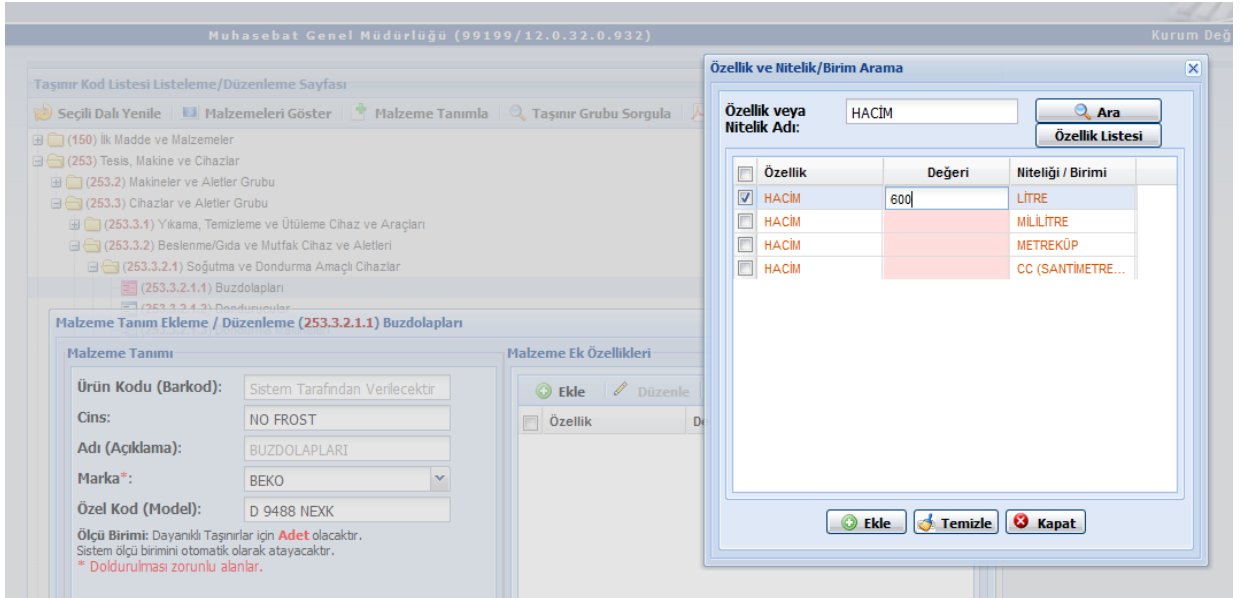 Muhasebat Genel Müdürlüğü (99199/12.0.32.0.932)
Kurum Değ
Taşınır Kod Listesi Listeleme/Düzenleme Sayfası
Seçili Dalı Yenile Malzemeleri Göster Malzeme Tanımla Taşınır Grubu Sorgula
(150) İlk Madde ve Malzemeler
(253) Tesis, Makine ve Cihazlar
(253.2) Makineler ve Aletler Grubu
(253.3) Cihazlar ve Aletler Grubu
(253.3.1) Yıkama, Temizleme ve Ütüleme Cihaz ve Araçları
(253.3.2) Beslenme/Gıda ve Mutfak Cihaz ve Aletleri
(253.3.2.1) Soğutma ve Dondurma Amaçlı Cihazlar
(253.3.2.1.1) Buzdolapları
(253.3.2.1.2) Dondurucular
Malzeme Tanım Ekleme / Düzenleme (253.3.2.1.1) Buzdolapları
Malzeme Tanımı
Ürün Kodu (Barkod): Sistem Tarafından Verilecektir
Cins: NO FROST
Adı (Açıklama): BUZDOLAPLARI
Marka*: BEKO
Özel Kod (Model): D 9488 NEXK
Ölçü Birimi: Dayanıklı Taşınırlar için Adet olacaktır.
Sistem ölçü birimini otomatik olarak atayacaktır.
* Doldurulması zorunlu alanlar.
Malzeme Ek Özellikleri
Ekle Düzenle
Özellik
Özellik ve Nitelik/Birim Arama
Özellik veya
Nitelik Adı:
HACİM
Ara
Özellik Listesi
Özellik Değeri Niteliği / Birimi
HACİM 600 LİTRE
HACİM MİLİLİTRE
HACİM METREKÜP
HACİM CC (SANTİMETRE...
Ekle Temizle Kapat